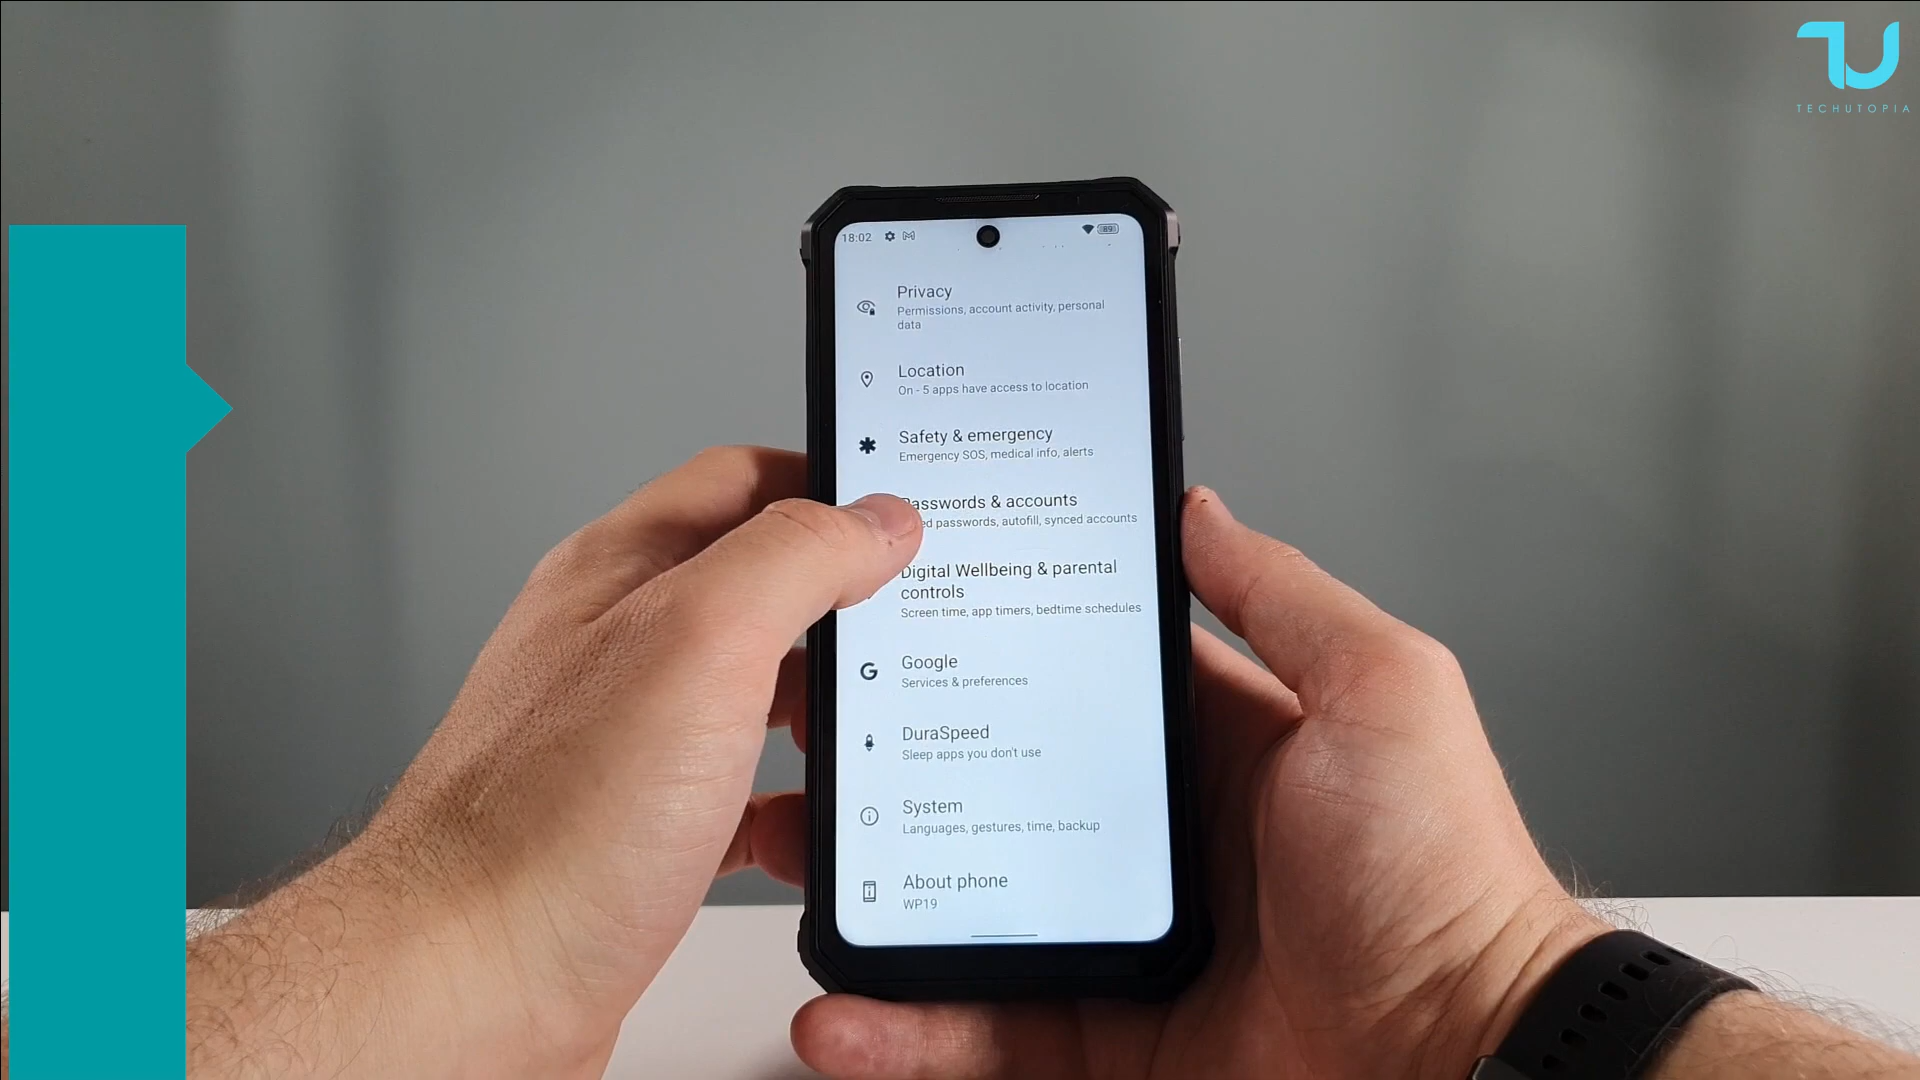 TECHUTOPIA
18:02
89
Privacy
Permissions, account activity, personal
data
Location
On - 5 apps have access to location
Safety & emergency
Emergency SOS, medical info, alerts
Passwords & accounts
passwords, autofill, synced accounts
Digital Wellbeing & parental
controls
Screen time, app timers, bedtime schedules
Google
Services & preferences
DuraSpeed
Sleep apps you don't use
System
Languages, gestures, time, backup
About phone
WP19